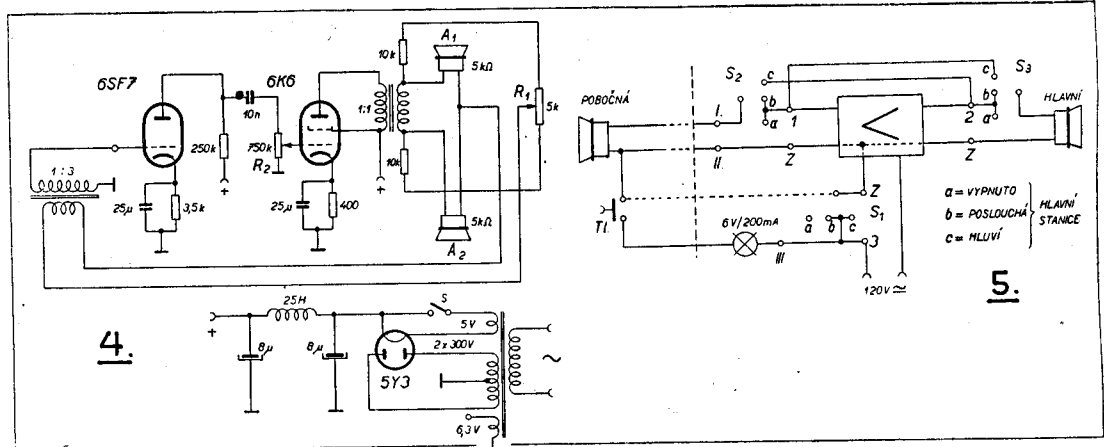 6SF7
1:3
25µ
3,5k
250k
10n
750k
R2
6K6
25µ
400
1:1
10k
10k
A1
5kΩ
R1
5k
5kΩ
A2
4.
25H
8µ
8µ
S
5V
2x300V
5Y3
6,3V
POBOČNÁ
S2
c
b
a
I.
II
1
Z
<
2
Z
c
b
a
S3
HLAVNÍ
Z
Tl.
6V/200mA
III
a
b
c
S1
3
120V
a = VYPNUTO
b = POSLOUCHÁ
c = MLUVÍ
HLAVNÍ
STANICE
5.